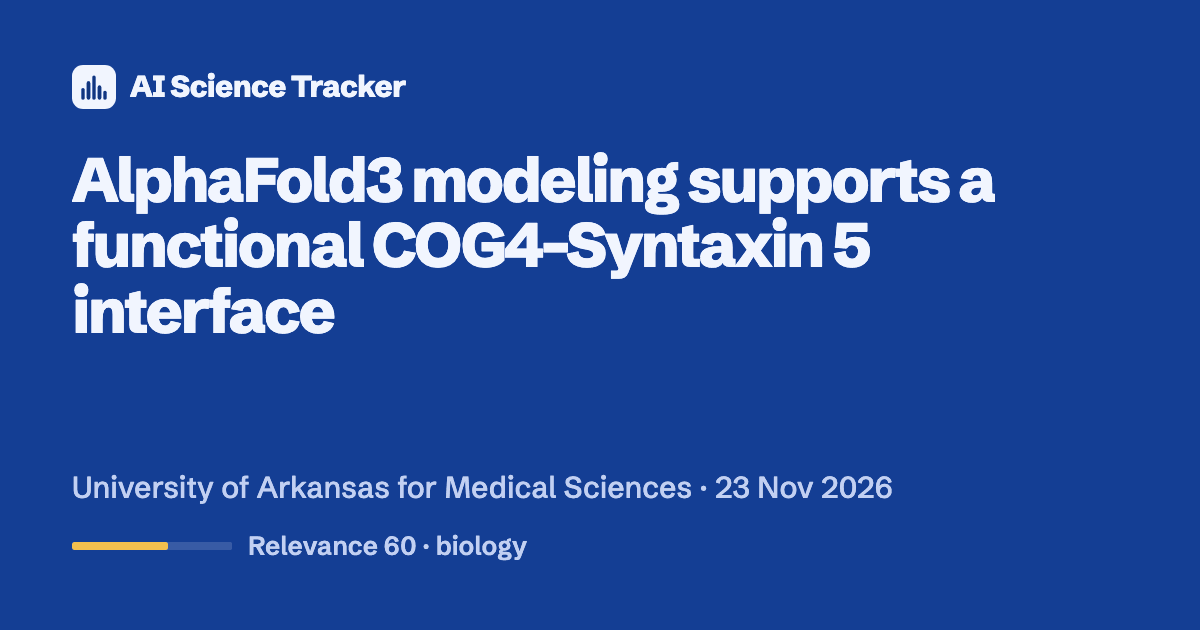 AI Science Tracker
AlphaFold3 modeling supports a
functional COG4–Syntaxin 5
interface
University of Arkansas for Medical Sciences · 23 Nov 2026
Relevance 60 · biology